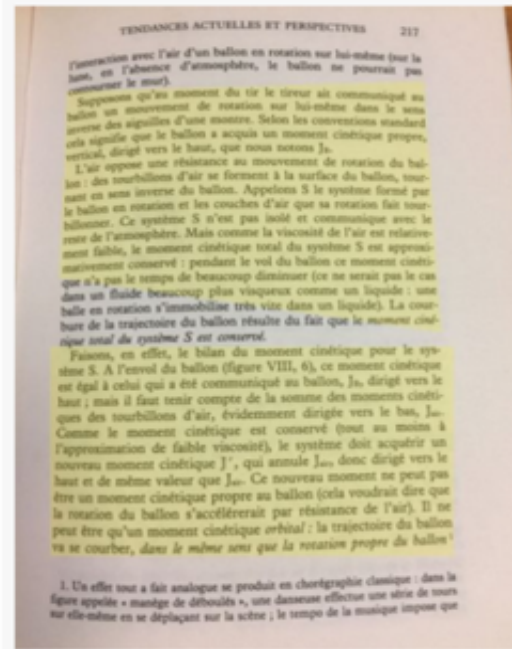 TENDANCES ACTUELLES ET PERSPECTIVES 217
l'interaction avec l'air d'un ballon en rotation sur lui-même (sur la
lune, en l'absence d'atmosphère, le ballon ne pourrait pas
contourner le mur).
Supposons qu'au moment du tir le tireur ait communiqué au
ballon un mouvement de rotation sur lui-même dans le sens
inverse des aiguilles d'une montre. Selon les conventions standard
cela signifie que le ballon a acquis un moment cinétique propre,
vertical, dirigé vers le haut, que nous notons
L'air oppose une résistance au mouvement de rotation du bal-
lon : des tourbillons d'air se forment à la surface du ballon, tour-
nant en sens inverse du ballon. Appelons S le système formé par
le ballon en rotation et les couches d'air que sa rotation fait tour-
billonner. Ce système S n'est pas isolé et communique avec le
reste de l'atmosphère. Mais comme la viscosité de l'air est relative-
ment faible, le moment cinétique total du système S est approxi-
mativement conservé : pendant le vol du ballon ce moment cinéti-
que n'a pas le temps de beaucoup diminuer (ce ne serait pas le cas
dans un fluide beaucoup plus visqueux comme un liquide : une
balle en rotation s'immobilise très vite dans un liquide). La cour-
bure de la trajectoire du ballon résulte du fait que le moment ciné-
tique total du système S est conservé.
Faisons, en effet, le bilan du moment cinétique pour le sys-
tème S. A l'envol du ballon (figure VIII, 6), ce moment cinétique
est égal à celui qui a été communiqué au ballon, dirigé vers le
haut ; mais il faut tenir compte de la somme des moments cinéti-
ques des tourbillons d'air, évidemment dirigée vers le bas,
Comme le moment cinétique est conservé (tout au moins à
l'approximation de faible viscosité), le système doit acquérir un
nouveau moment cinétique J', qui annule donc dirigé vers le
haut et de même valeur que Ce nouveau moment ne peut pas
être un moment cinétique propre au ballon (cela voudrait dire que
la rotation du ballon s'accélérerait par résistance de l'air). Il ne
peut être qu'un moment cinétique orbital : la trajectoire du ballon
va se courber, dans le même sens que la rotation propre du ballon¹
1. Un effet tout a fait analogue se produit en chorégraphie classique : dans la
figure appelée « manège de déboulés », une danseuse effectue une série de tours
sur elle-même en se déplaçant sur la scène ; le tempo de la musique impose que